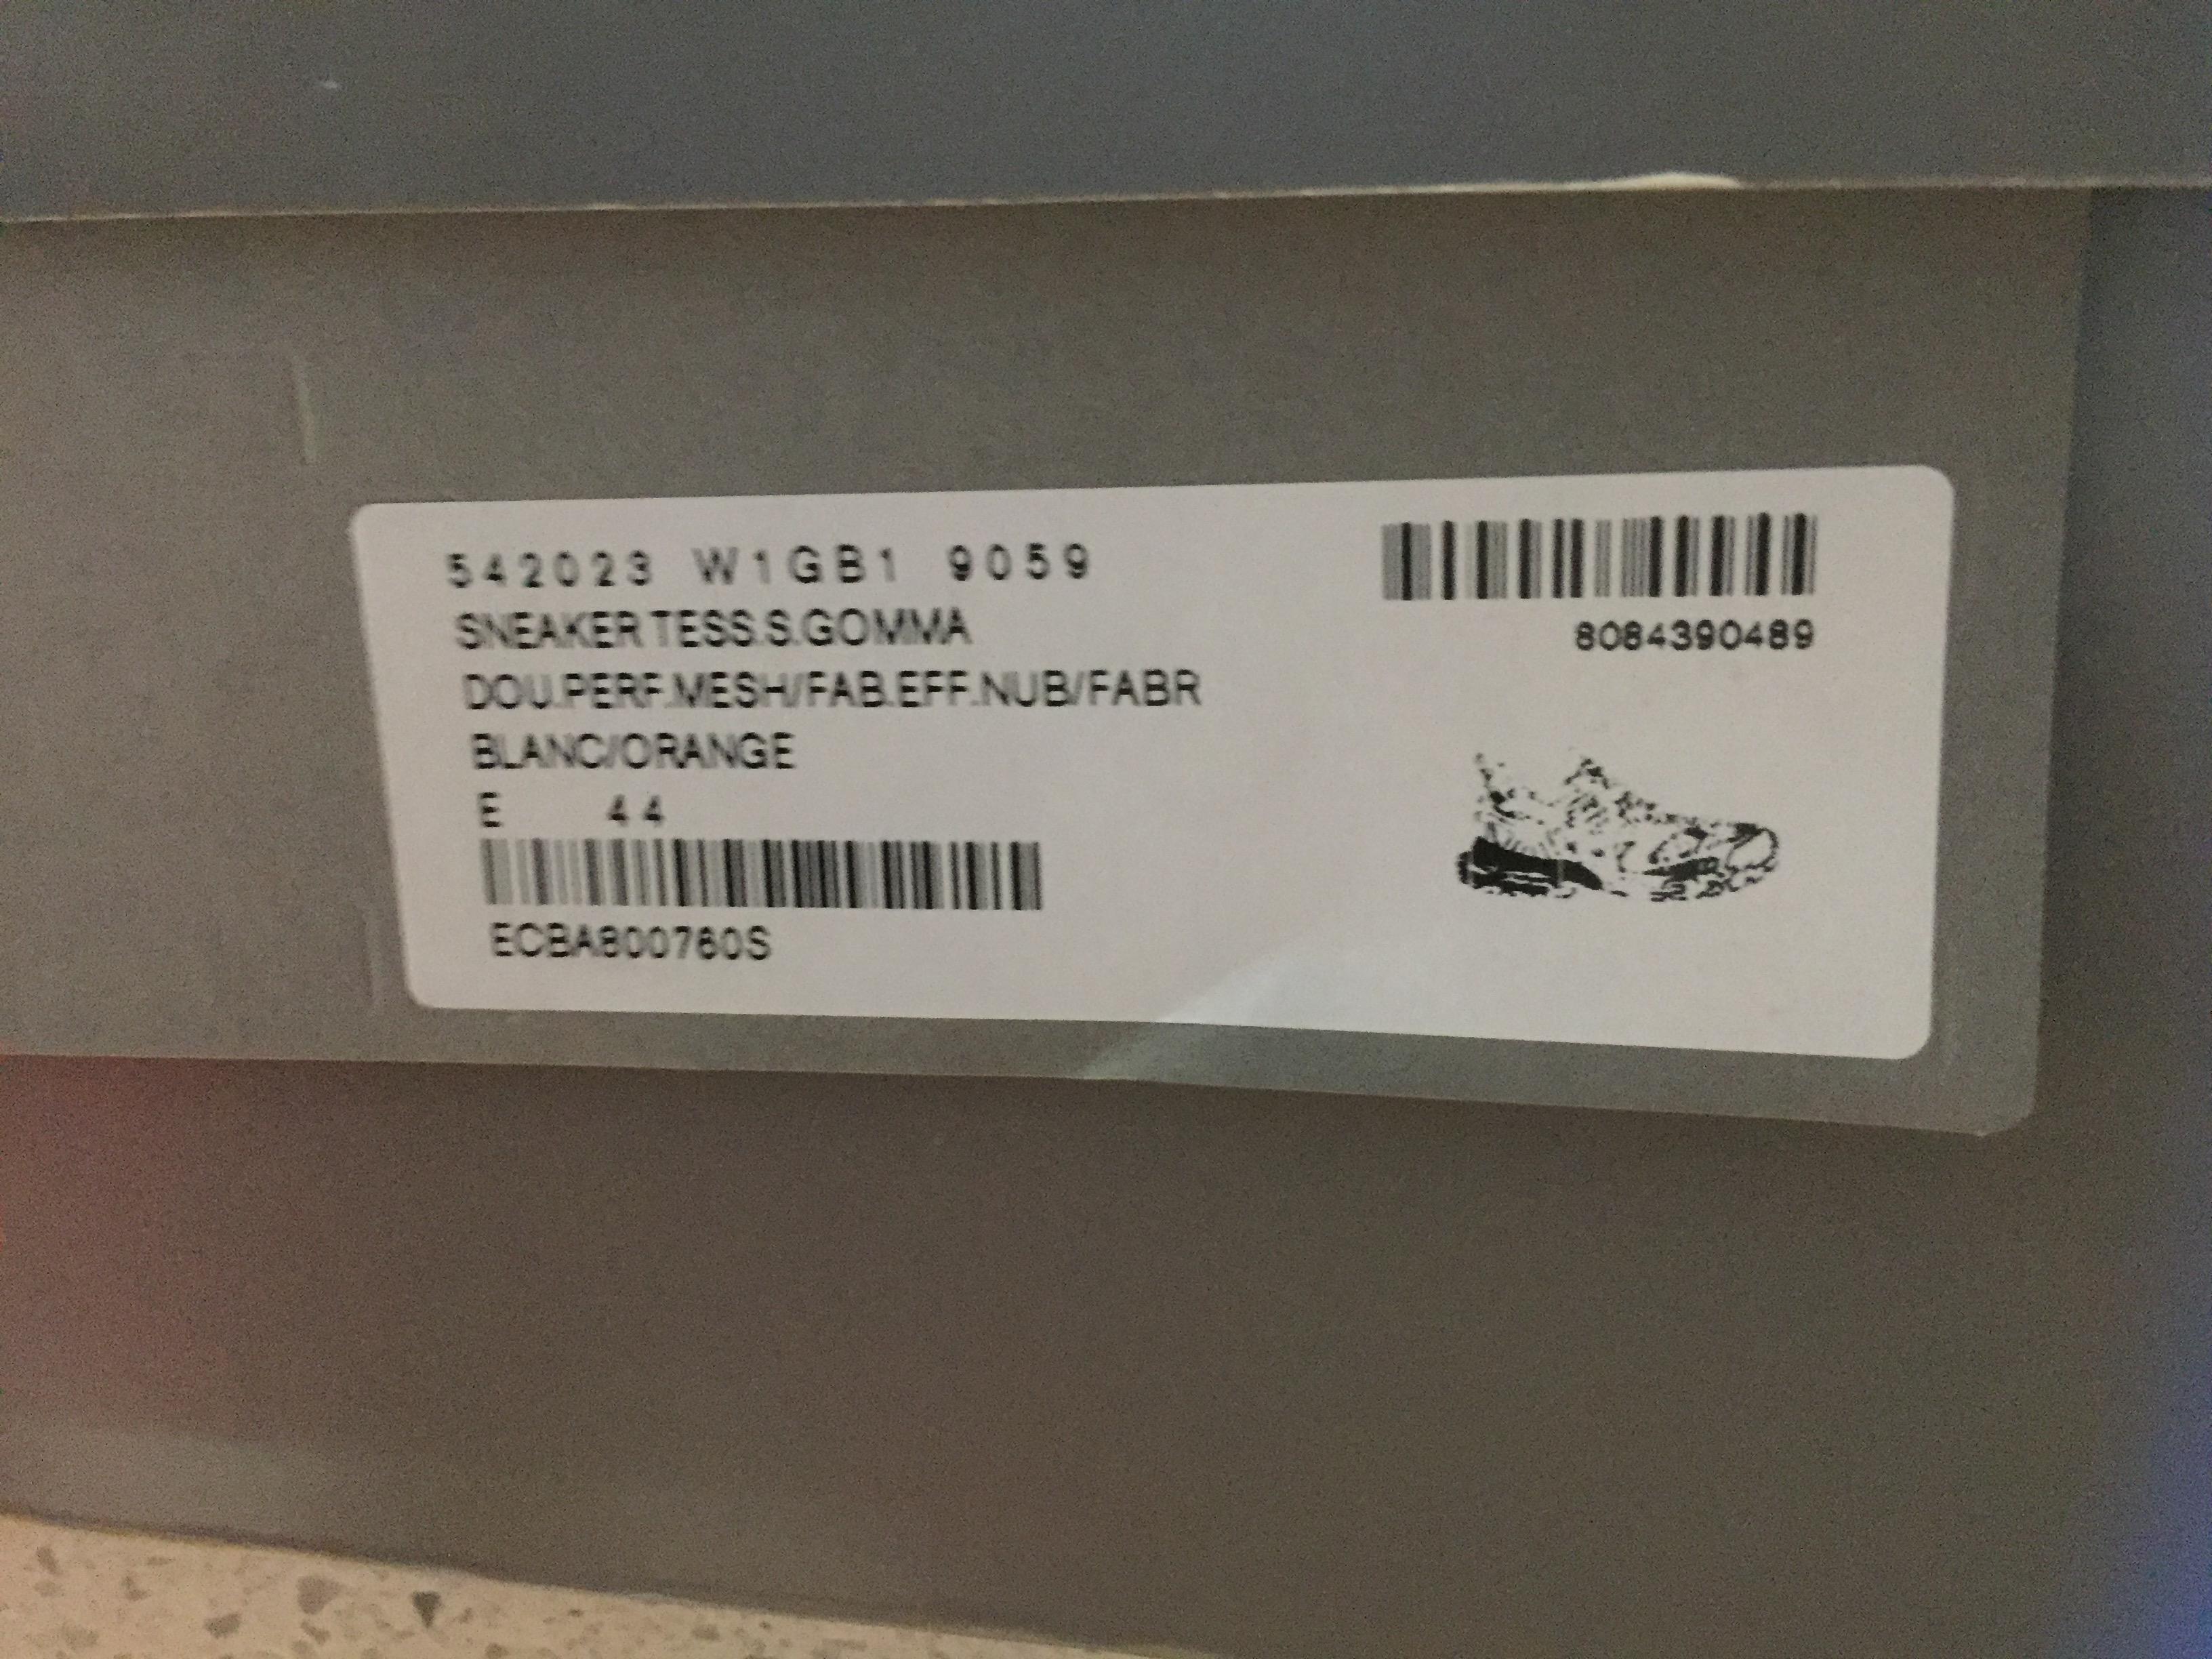 542023 W1GB1 9059
SNEAKER TESS.S.GOMMA
DOU.PERF.MESH/FAB.EFF.NUB/FABR
BLANC/ORANGE
E 44
ECBA800760S
8084390489